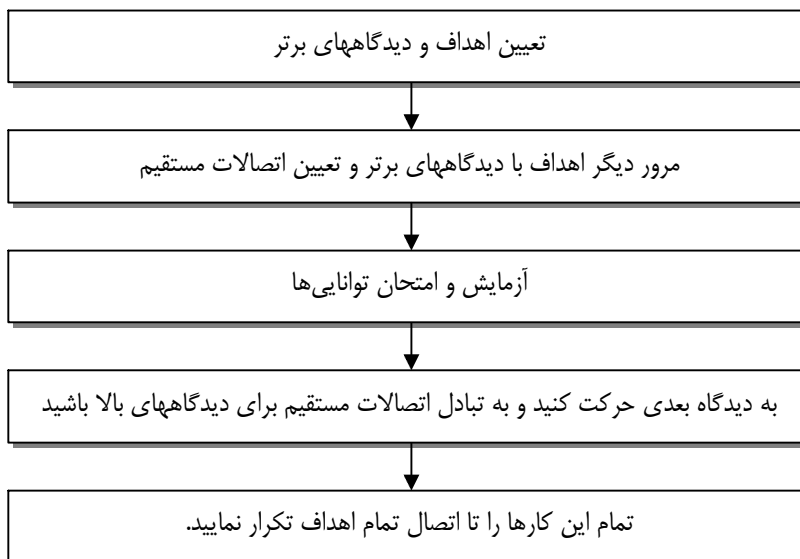 تعیین اهداف و دیدگاههای برتر
مرور دیگر اهداف با دیدگاههای برتر و تعیین اتصالات مستقیم
آزمایش و امتحان توانایی‌ها
به دیدگاه بعدی حرکت کنید و به تبادل اتصالات مستقیم برای دیدگاههای بالا باشید
تمام این کارها را تا اتصال تمام اهداف تکرار نمایید.